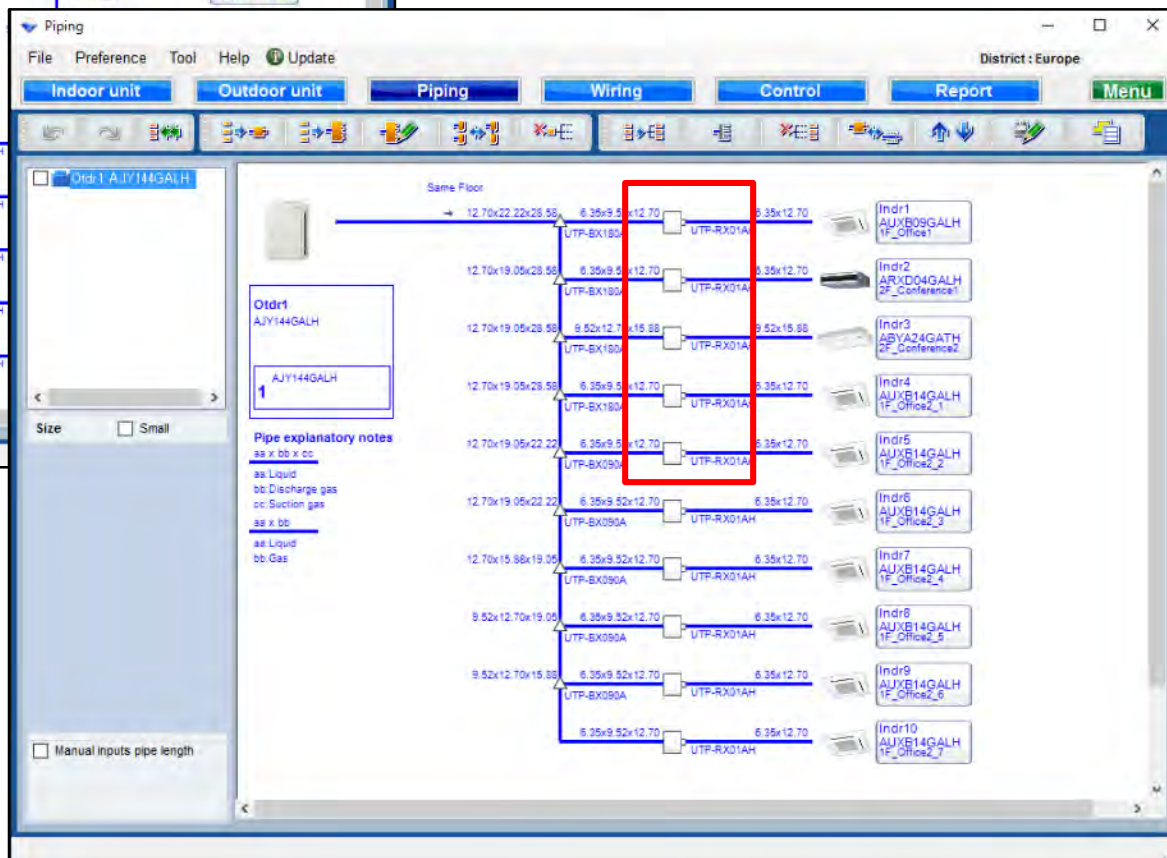 Piping
File Preference Tool Help Update District : Europe
Indoor unit Outdoor unit Piping Wiring Control Report Menu
Otdr1 AJY144GALH
Size Small
Manual inputs pipe length
Same Floor
Otdr1
AJY144GALH
AJY144GALH
1
Pipe explanatory notes
aa x bb x cc
aa:Liquid
bb:Discharge gas
cc:Suction gas
aa x bb
aa:Liquid
bb:Gas
12.70x22.22x28.58 6.35x9.5 x12.70 6.35x12.70
UTP-BX180A UTP-RX01AH
Indr1
AUXB09GALH
1F_Office1
12.70x19.05x28.58 6.35x9.5 x12.70 6.35x12.70
UTP-BX180A UTP-RX01AH
Indr2
ARXD04GALH
2F_Conference1
12.70x19.05x28.58 9.52x12.7 x15.88 9.52x15.88
UTP-BX180A UTP-RX01AH
Indr3
ABYA24GATH
2F_Conference2
12.70x19.05x28.58 6.35x9.5 x12.70 6.35x12.70
UTP-BX180A UTP-RX01AH
Indr4
AUXB14GALH
1F_Office2_1
12.70x19.05x22.22 6.35x9.5 x12.70 6.35x12.70
UTP-BX090A UTP-RX01AH
Indr5
AUXB14GALH
1F_Office2_2
12.70x19.05x22.22 6.35x9.52x12.70 6.35x12.70
UTP-BX090A UTP-RX01AH
Indr6
AUXB14GALH
1F_Office2_3
12.70x15.88x19.05 6.35x9.52x12.70 6.35x12.70
UTP-BX090A UTP-RX01AH
Indr7
AUXB14GALH
1F_Office2_4
9.52x12.70x19.05 6.35x9.52x12.70 6.35x12.70
UTP-BX090A UTP-RX01AH
Indr8
AUXB14GALH
1F_Office2_5
9.52x12.70x15.88 6.35x9.52x12.70 6.35x12.70
UTP-BX090A UTP-RX01AH
Indr9
AUXB14GALH
1F_Office2_6
6.35x9.52x12.70 6.35x12.70
UTP-RX01AH
Indr10
AUXB14GALH
1F_Office2_7